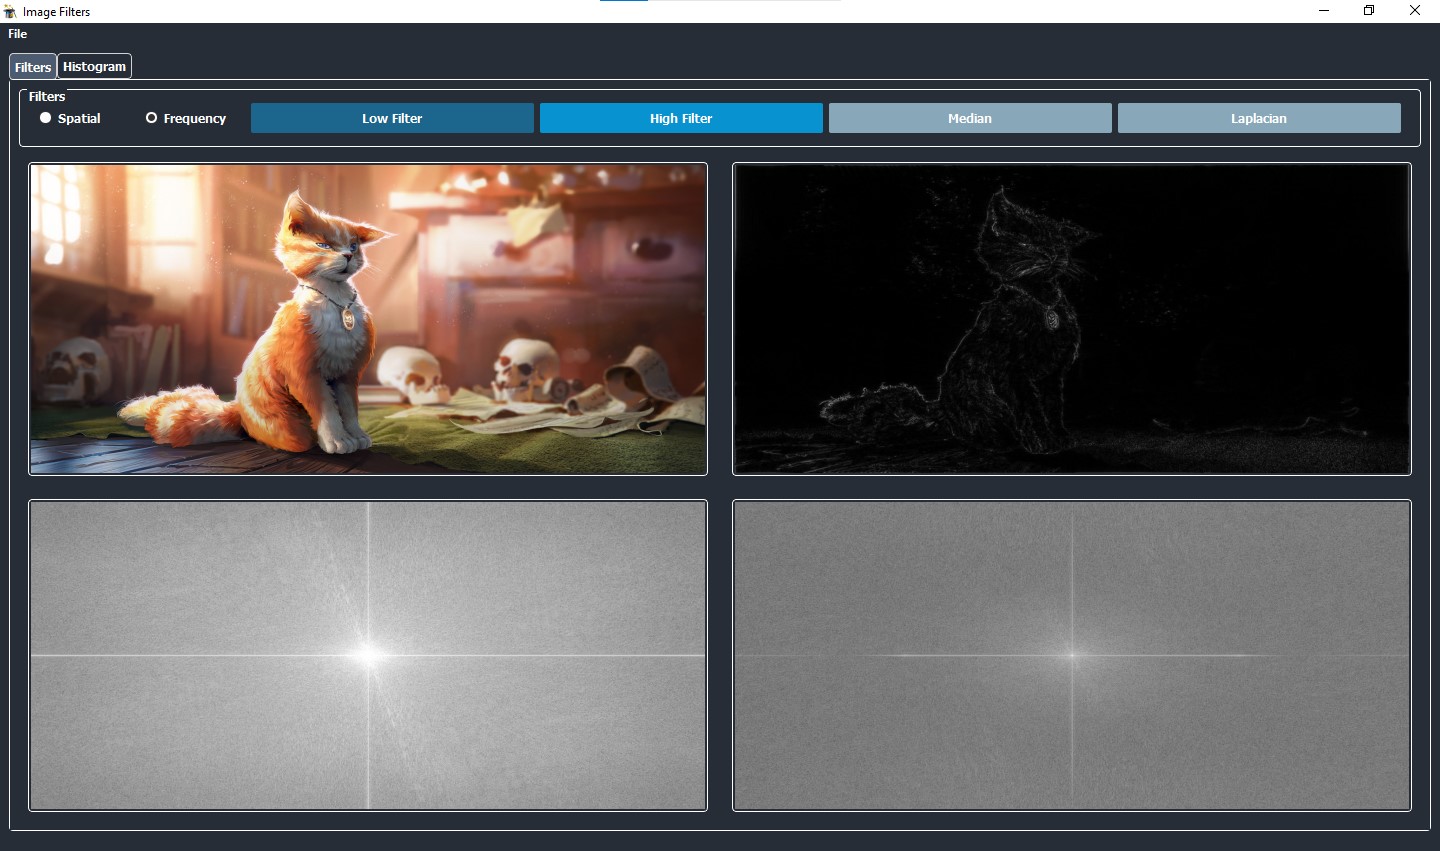 Image Filters
File
Filters Histogram
Filters
Spatial Frequency Low Filter High Filter Median Laplacian